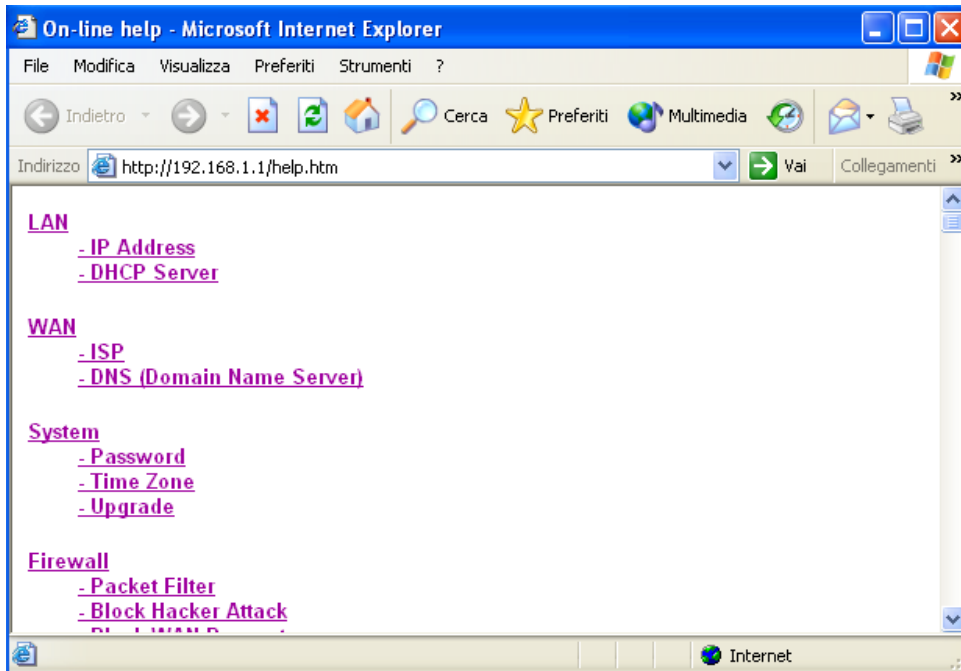 On-line help - Microsoft Internet Explorer
File Modifica Visualizza Preferiti Strumenti ?
Indietro Cerca Preferiti Multimedia »
Indirizzo http://192.168.1.1/help.htm Vai Collegamenti »
LAN
- IP Address
- DHCP Server
WAN
- ISP
- DNS (Domain Name Server)
System
- Password
- Time Zone
- Upgrade
Firewall
- Packet Filter
- Block Hacker Attack
Internet